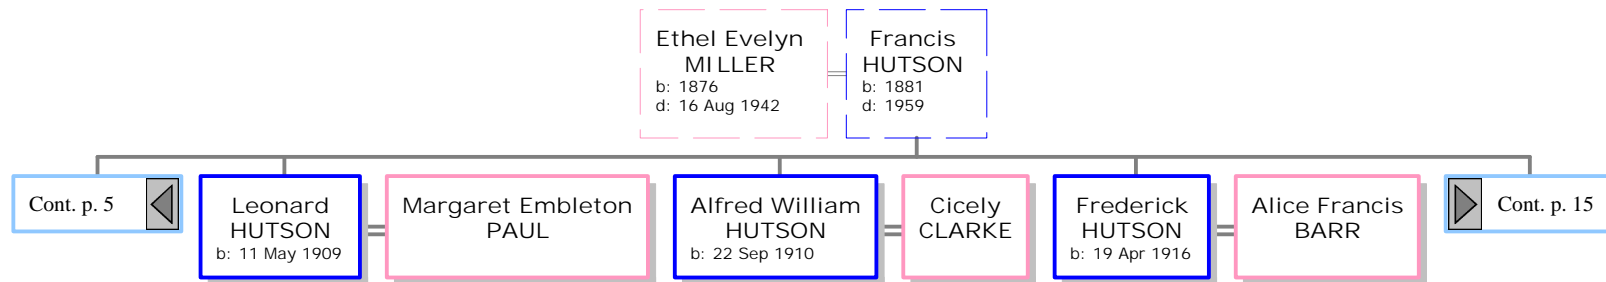 Ethel Evelyn
MILLER
b: 1876
d: 16 Aug 1942
Francis
HUTSON
b: 1881
d: 1959
Cont. p. 5
Leonard
HUTSON
b: 11 May 1909
Margaret Embleton
PAUL
Alfred William
HUTSON
b: 22 Sep 1910
Cicely
CLARKE
Frederick
HUTSON
b: 19 Apr 1916
Alice Francis
BARR
Cont. p. 15